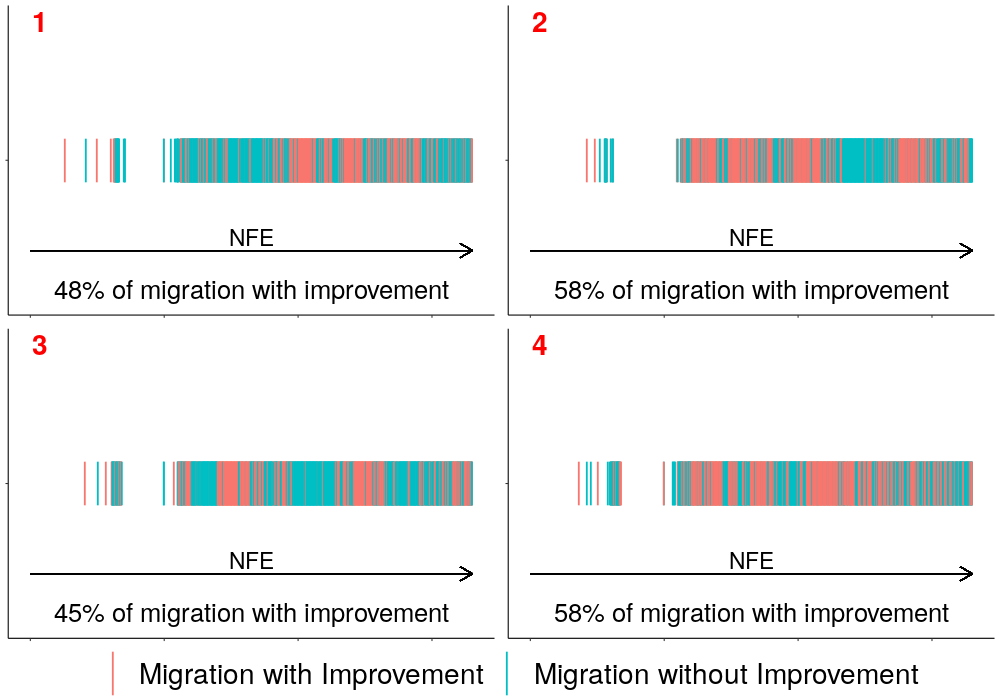 1
NFE
48% of migration with improvement
2
NFE
58% of migration with improvement
3
NFE
45% of migration with improvement
4
NFE
58% of migration with improvement
Migration with Improvement
Migration without Improvement